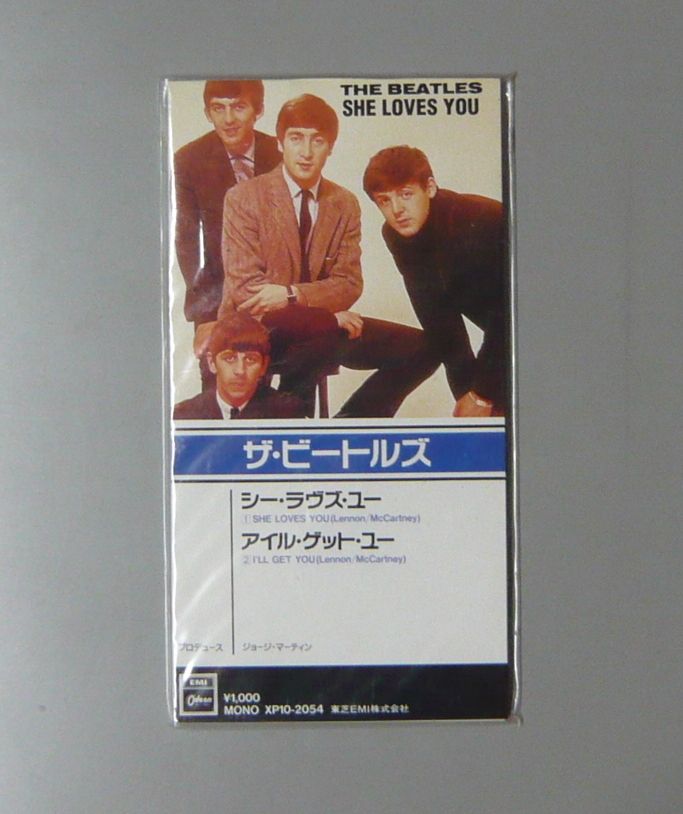 THE BEATLES
SHE LOVES YOU
ザ・ビートルズ
シー・ラヴズ・ユー
1 SHE LOVES YOU(Lennon/McCartney)
アイル・ゲット・ユー
2 I'LL GET YOU(Lennon/McCartney)
プロデュース ジョージ・マーティン
EMI
Odeon
¥1,000
MONO XP10-2054 東芝EMI株式会社